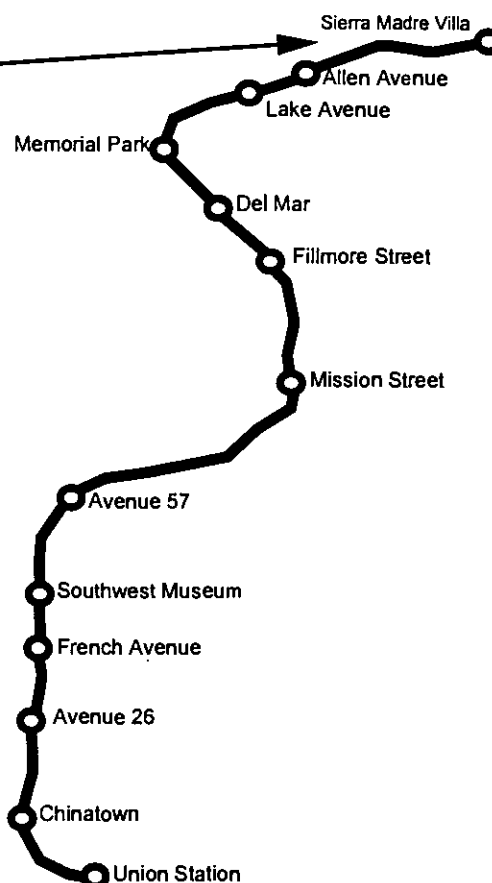 Sierra Madre Villa
Allen Avenue
Lake Avenue
Memorial Park
Del Mar
Fillmore Street
Mission Street
Avenue 57
Southwest Museum
French Avenue
Avenue 26
Chinatown
Union Station